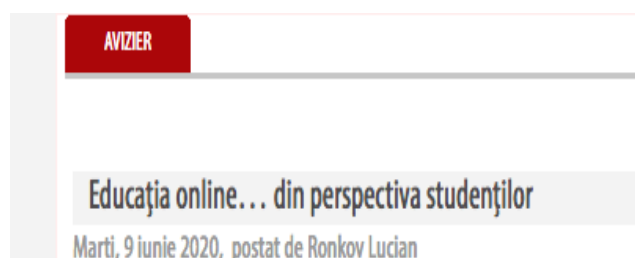 AVIZIER
Educaţia online... din perspectiva studenţilor
Marti, 9 iunie 2020, postat de Ronkov Lucian